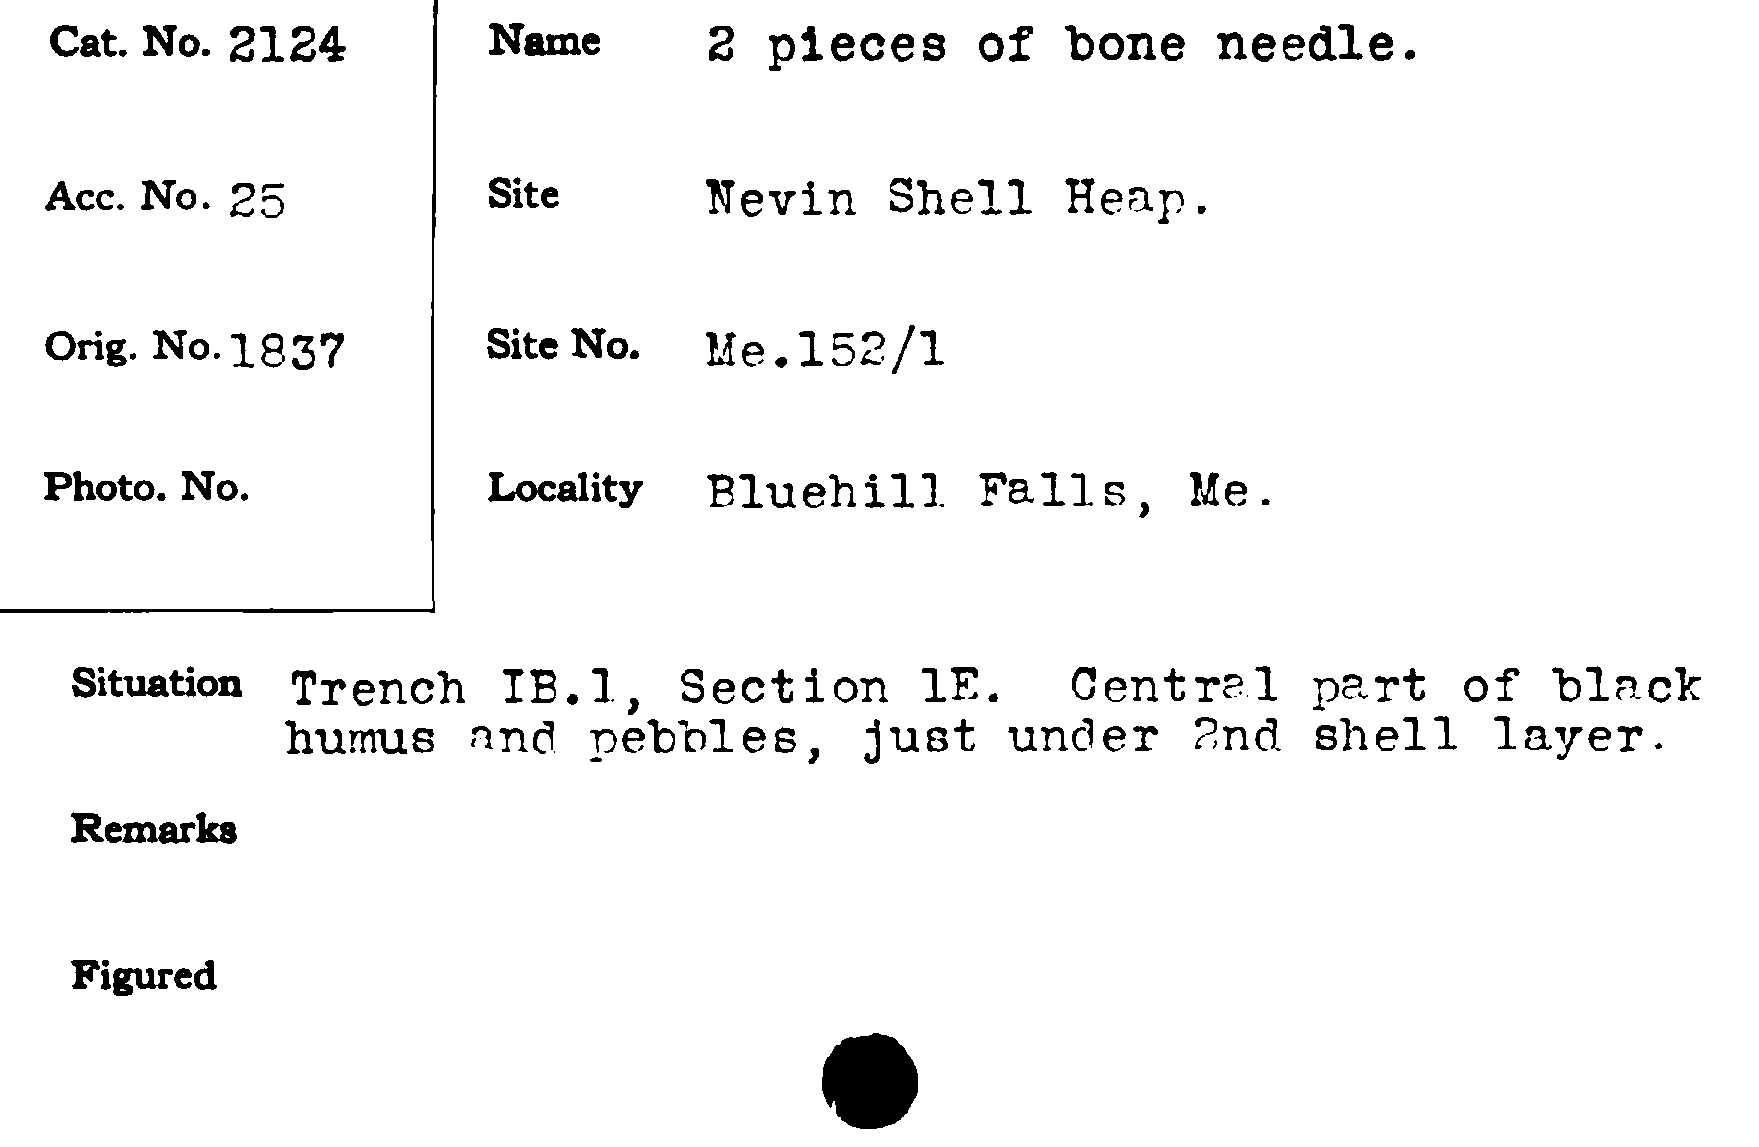 Cat. No. 2124
Name 2 pieces of bone needle.
Acc. No. 25
Site Nevin Shell Heap.
Orig. No. 1837
Site No. Me.152/1
Photo. No.
Locality Bluehill Falls, Me.
Situation Trench IB.1, Section 1E. Central part of black
humus and pebbles, just under 2nd shell layer.
Remarks
Figured